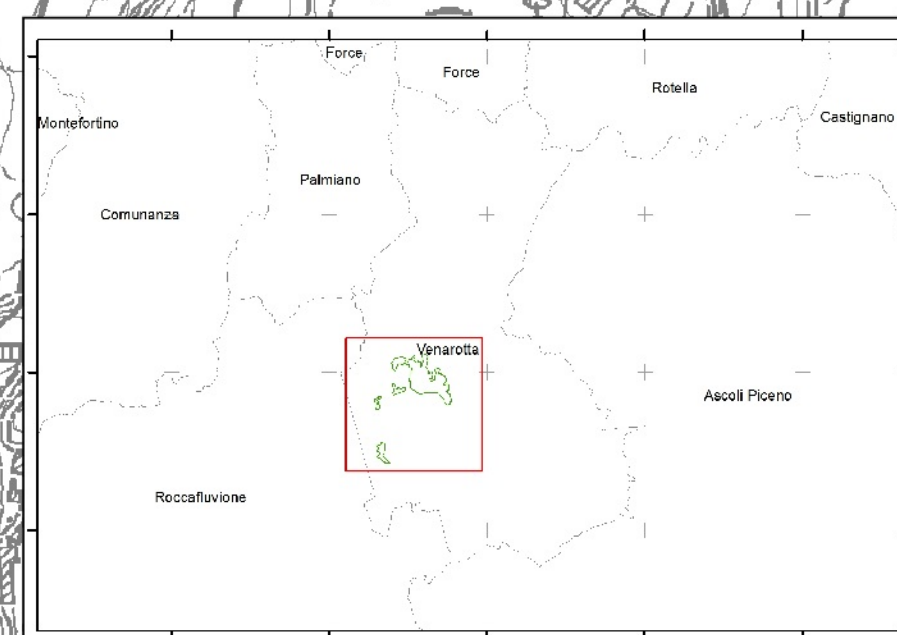 Force
Force
Rotella
Castignano
Montefortino
Palmiano
Comunanza
Venarotta
Ascoli Piceno
Roccafluvione